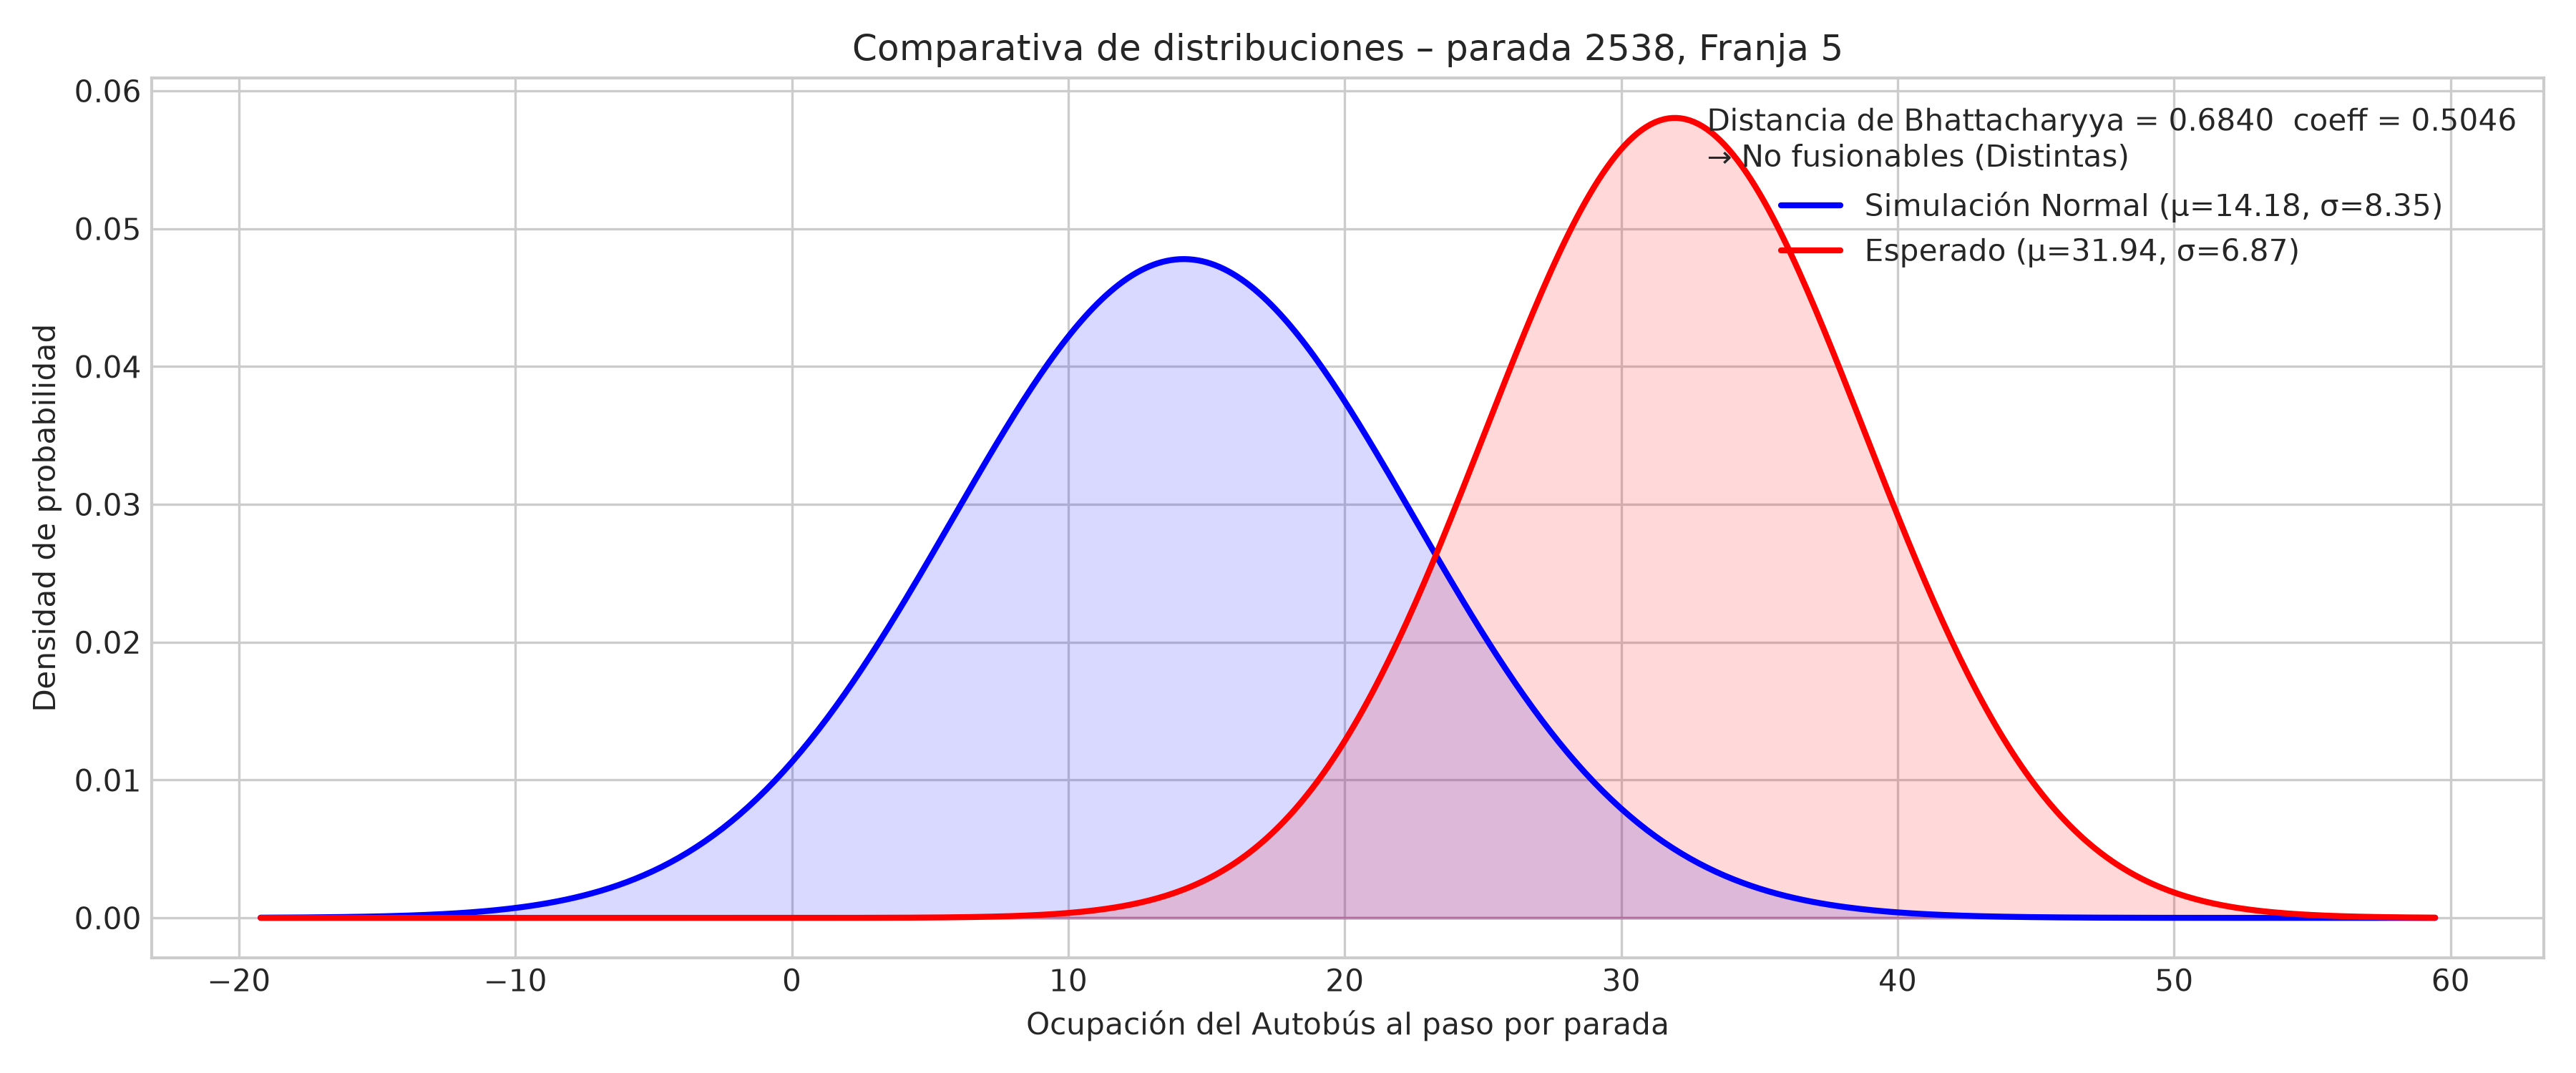 Comparativa de distribuciones – parada 2538, Franja 5
Distancia de Bhattacharyya = 0.6840  coeff = 0.5046
→ No fusionables (Distintas)
Simulación Normal (μ=14.18, σ=8.35)
Esperado (μ=31.94, σ=6.87)
Densidad de probabilidad
0.06
0.05
0.04
0.03
0.02
0.01
0.00
−20 −10 0 10 20 30 40 50 60
Ocupación del Autobús al paso por parada